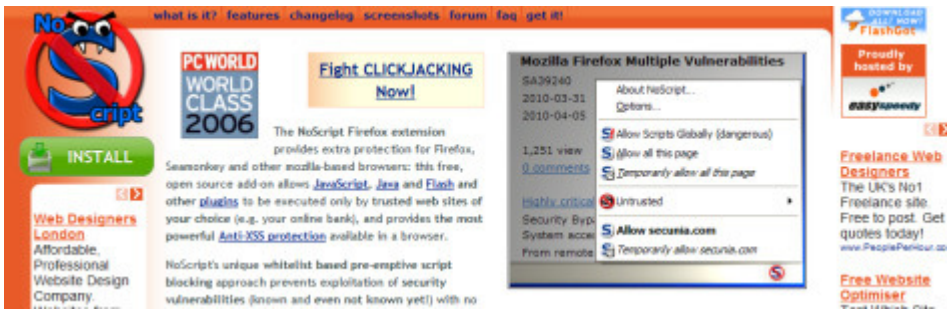 what is it? features changelog screenshots forum faq get it!
No
Script
INSTALL
Web Designers
London
Affordable,
Professional
Website Design
Company.
PC WORLD
WORLD
CLASS
2006
Fight CLICKJACKING
Now!
The NoScript Firefox extension
provides extra protection for Firefox,
Seamonkey and other mozilla-based browsers: this free,
open source add-on allows JavaScript, Java and Flash and
other plugins to be executed only by trusted web sites of
your choice (e.g. your online bank), and provides the most
powerful Anti-XSS protection available in a browser.
NoScript's unique whitelist based pre-emptive script
blocking approach prevents exploitation of security
vulnerabilities (known and even not known yet!) with no
Mozilla Firefox Multiple Vulnerabilities
SA39240
2010-03-31
2010-04-05
1,251 view
0 comments
Highly critical
Security Bypa
System acces
From remote
About NoScript...
Options...
Allow Scripts Globally (dangerous)
Allow all this page
Temporarily allow all this page
Untrusted
Allow secunia.com
Temporarily allow secunia.com
DOWNLOAD
ALL? NOW!
FlashGot
Proudly
hosted by
easyspeedy
Freelance Web
Designers
The UK's No1
Freelance site.
Free to post. Get
quotes today!
www.PeoplePerHour.co
Free Website
Optimiser